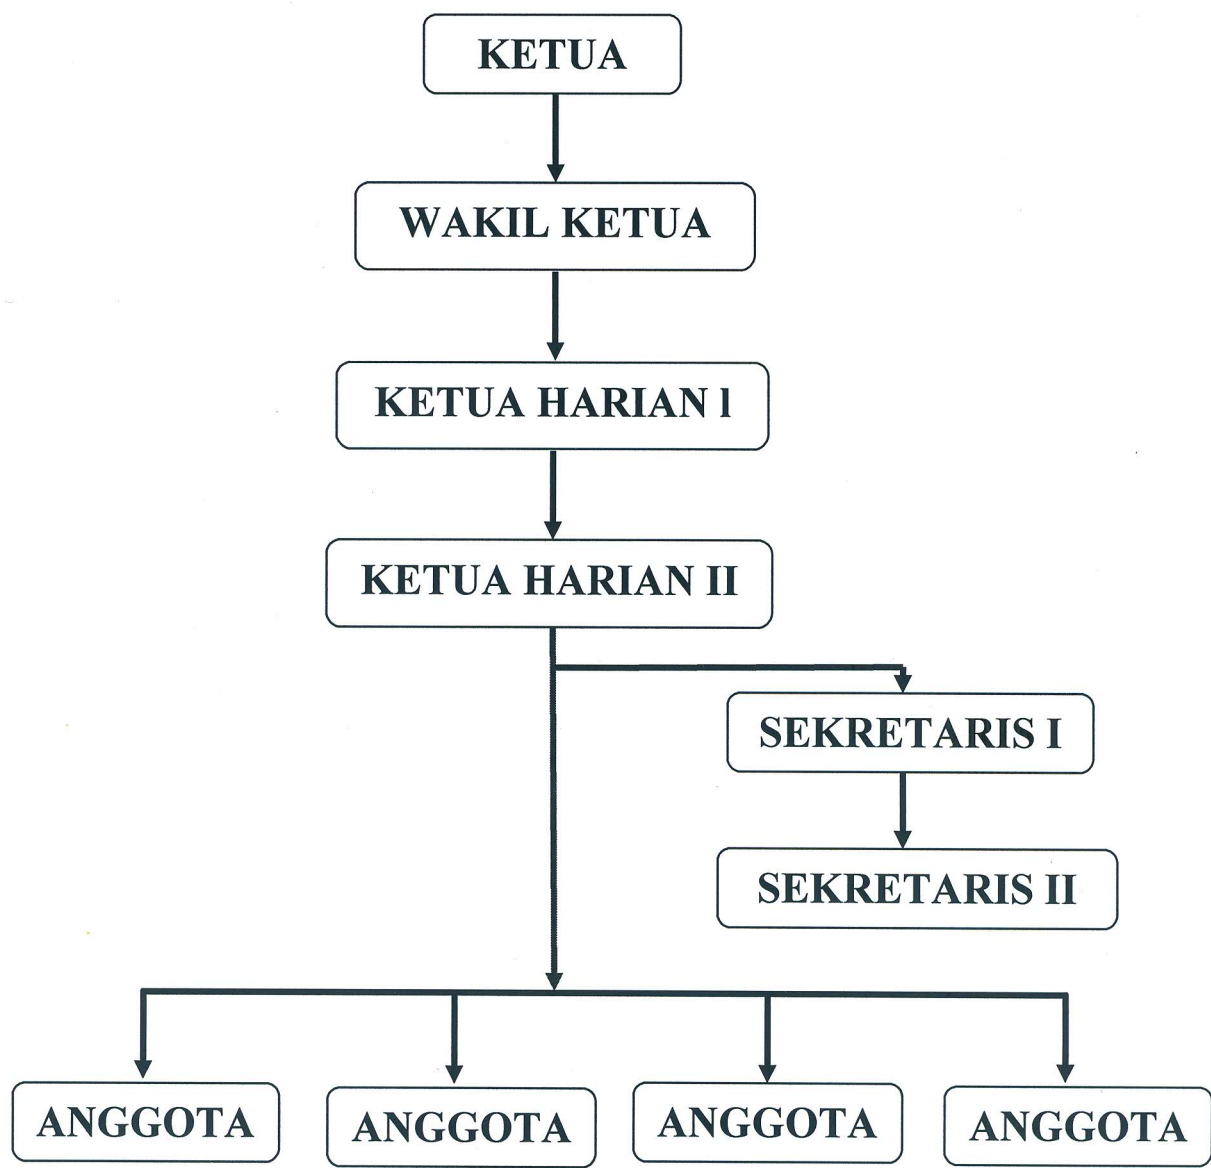 KETUA
WAKIL KETUA
KETUA HARIAN l
KETUA HARIAN II
SEKRETARIS I
SEKRETARIS II
ANGGOTA
ANGGOTA
ANGGOTA
ANGGOTA